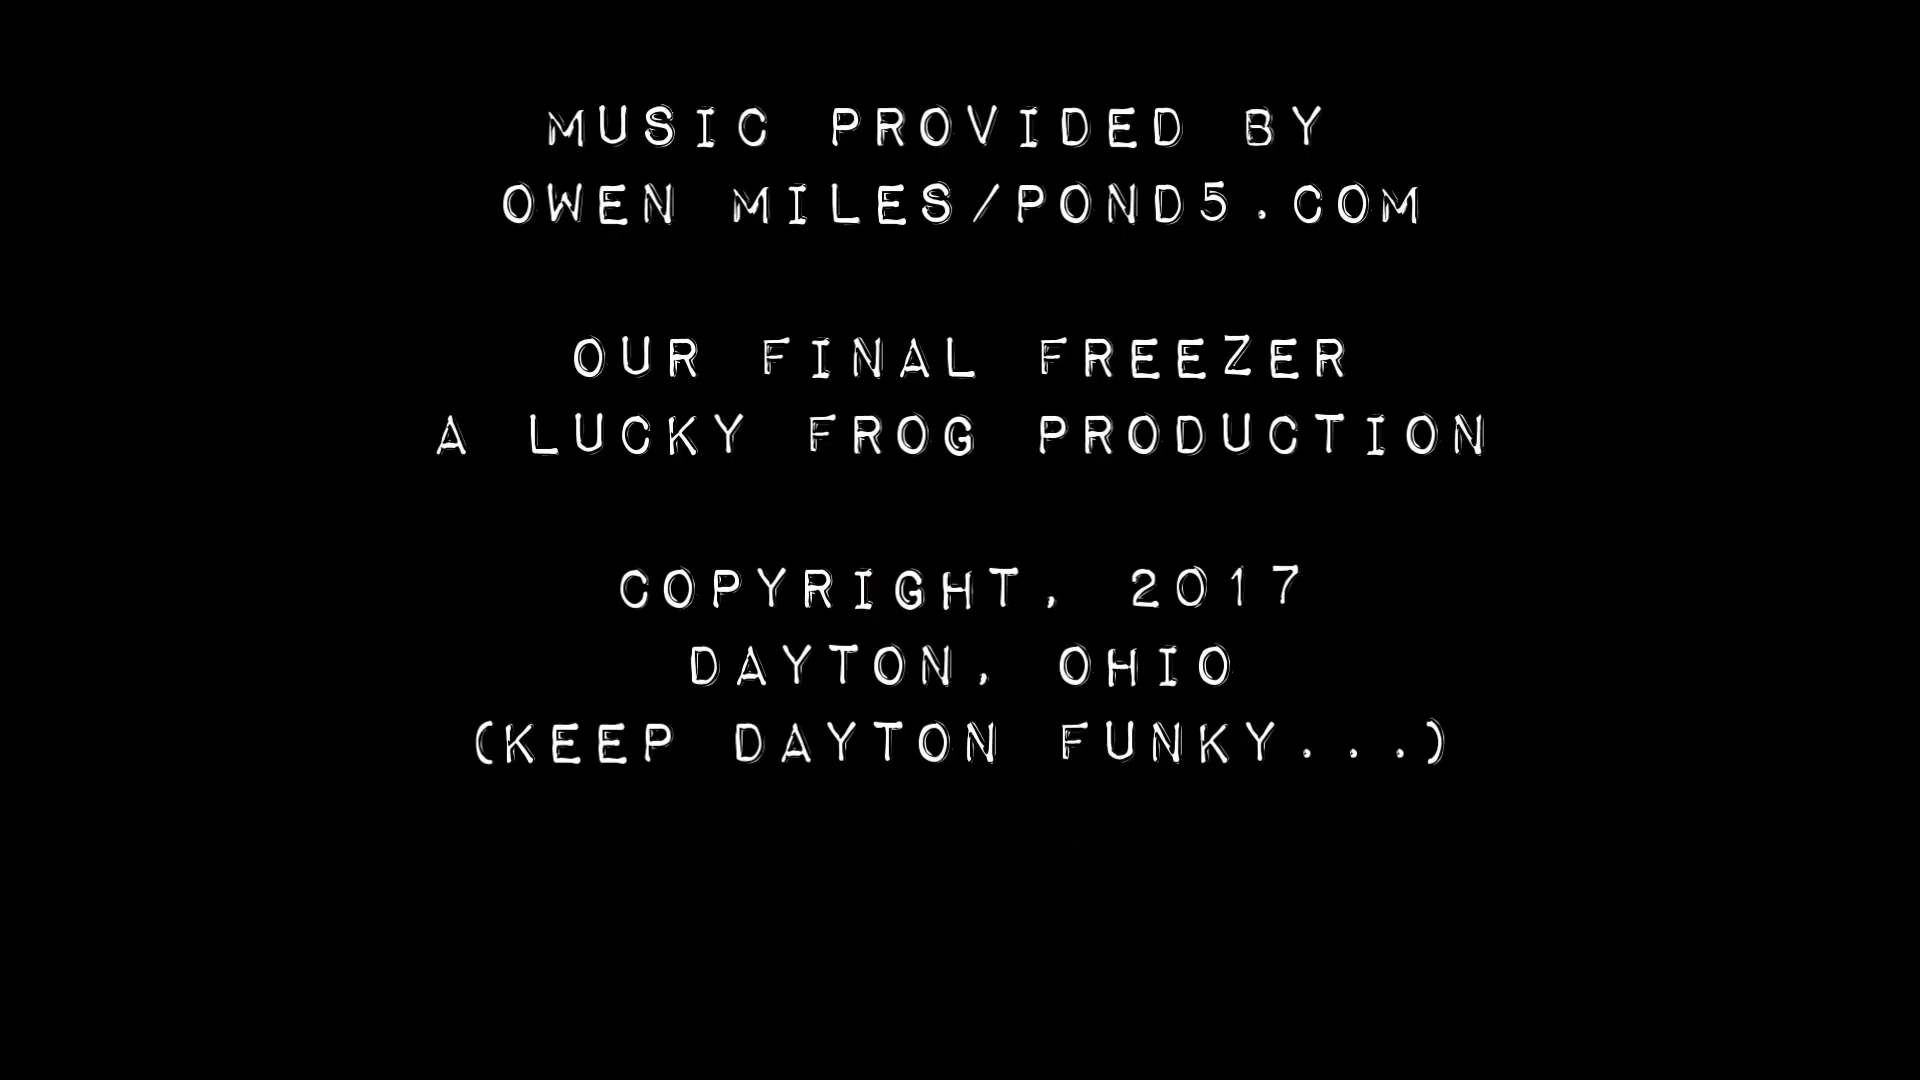 MUSIC PROVIDED BY
OWEN MILES/POND5.COM
OUR FINAL FREEZER
A LUCKY FROG PRODUCTION
COPYRIGHT, 2017
DAYTON, OHIO
(KEEP DAYTON FUNKY...)